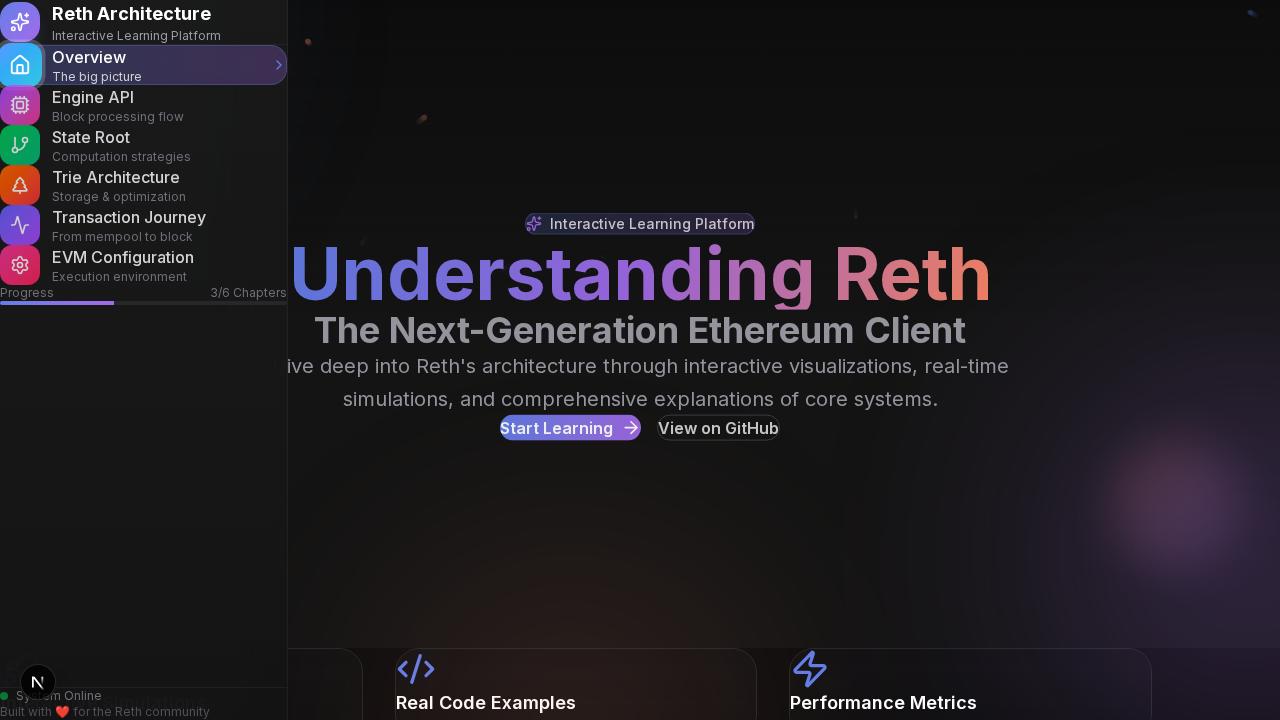 Reth Architecture
Interactive Learning Platform
Overview
The big picture
Engine API
Block processing flow
State Root
Computation strategies
Trie Architecture
Storage & optimization
Transaction Journey
From mempool to block
EVM Configuration
Execution environment
Progress 3/6 Chapters
System Online
Built with ❤️ for the Reth community
Interactive Learning Platform
Understanding Reth
The Next-Generation Ethereum Client
ive deep into Reth's architecture through interactive visualizations, real-time
simulations, and comprehensive explanations of core systems.
Start Learning
View on GitHub
Real Code Examples
Performance Metrics